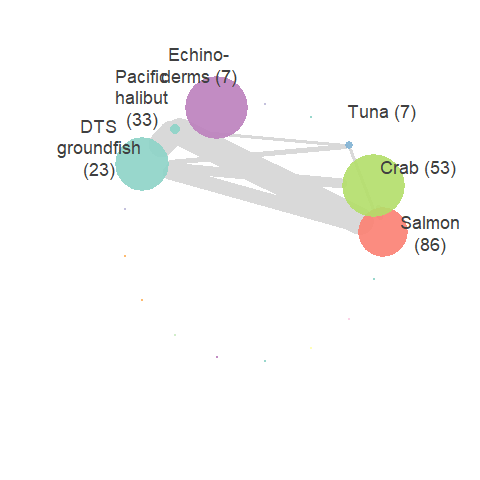 Echino-
derms (7)
Pacific
halibut
(33)
DTS
groundfish
(23)
Tuna (7)
Crab (53)
Salmon
(86)